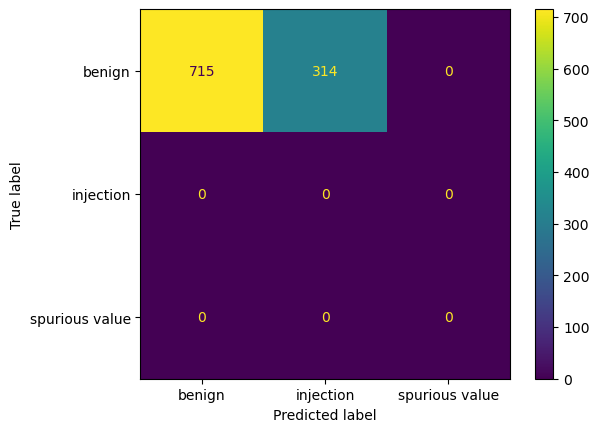 700
benign 715 314 0
600
500
400
injection 0 0 0
300
200
spurious value 0 0 0
100
0
benign injection spurious value
Predicted label
True label